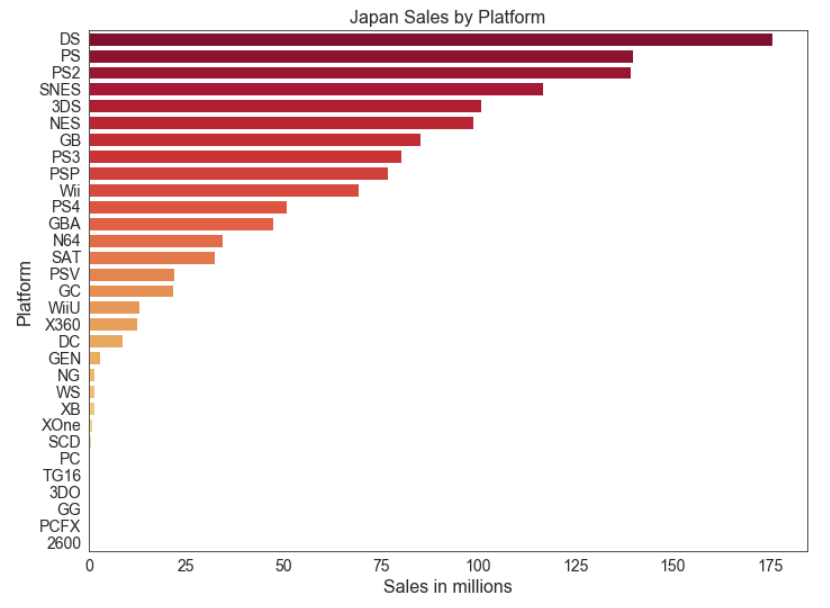 Japan Sales by Platform
DS
PS
PS2
SNES
3DS
NES
GB
PS3
PSP
Wii
PS4
GBA
N64
SAT
PSV
GC
WiiU
X360
DC
GEN
NG
WS
XB
XOne
SCD
PC
TG16
3DO
GG
PCFX
2600
Platform
0 25 50 75 100 125 150 175
Sales in millions